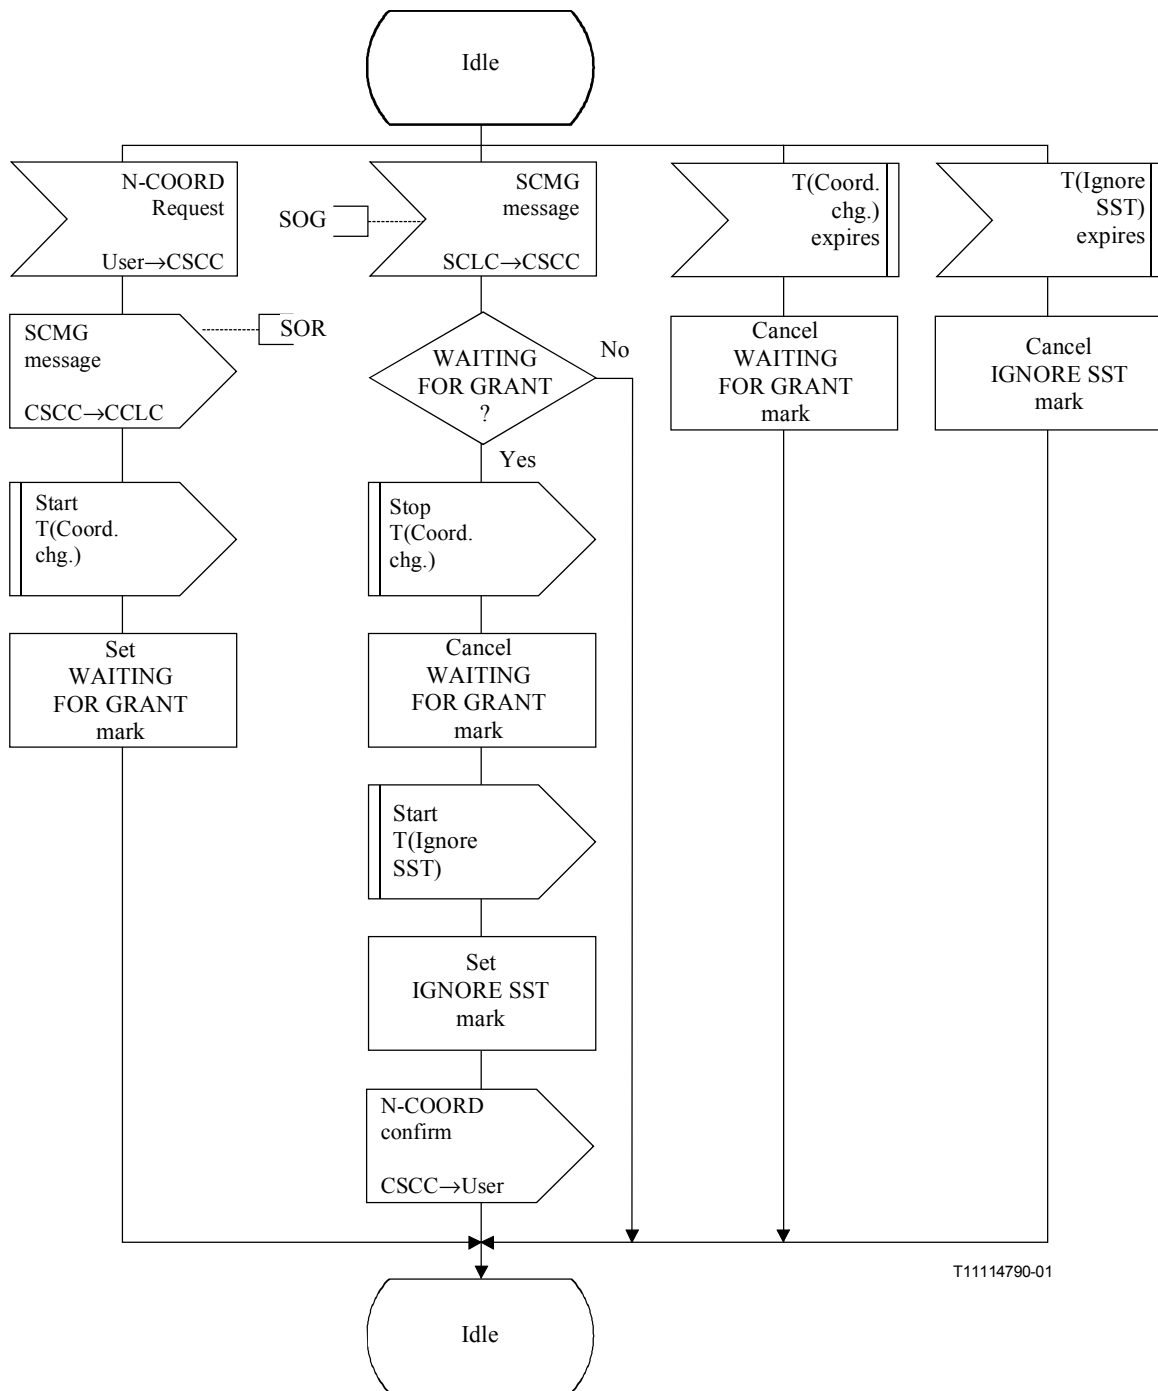 Idle
N-COORD
Request
User→CSCC
SOG
SCMG
message
SCLC→CSCC
T(Coord.
chg.)
expires
T(Ignore
SST)
expires
SCMG
message
CSCC→CCLC
SOR
WAITING
FOR GRANT
?
No
Yes
Cancel
WAITING
FOR GRANT
mark
Cancel
IGNORE SST
mark
Start
T(Coord.
chg.)
Stop
T(Coord.
chg.)
Set
WAITING
FOR GRANT
mark
Cancel
WAITING
FOR GRANT
mark
Start
T(Ignore
SST)
Set
IGNORE SST
mark
N-COORD
confirm
CSCC→User
T11114790-01
Idle